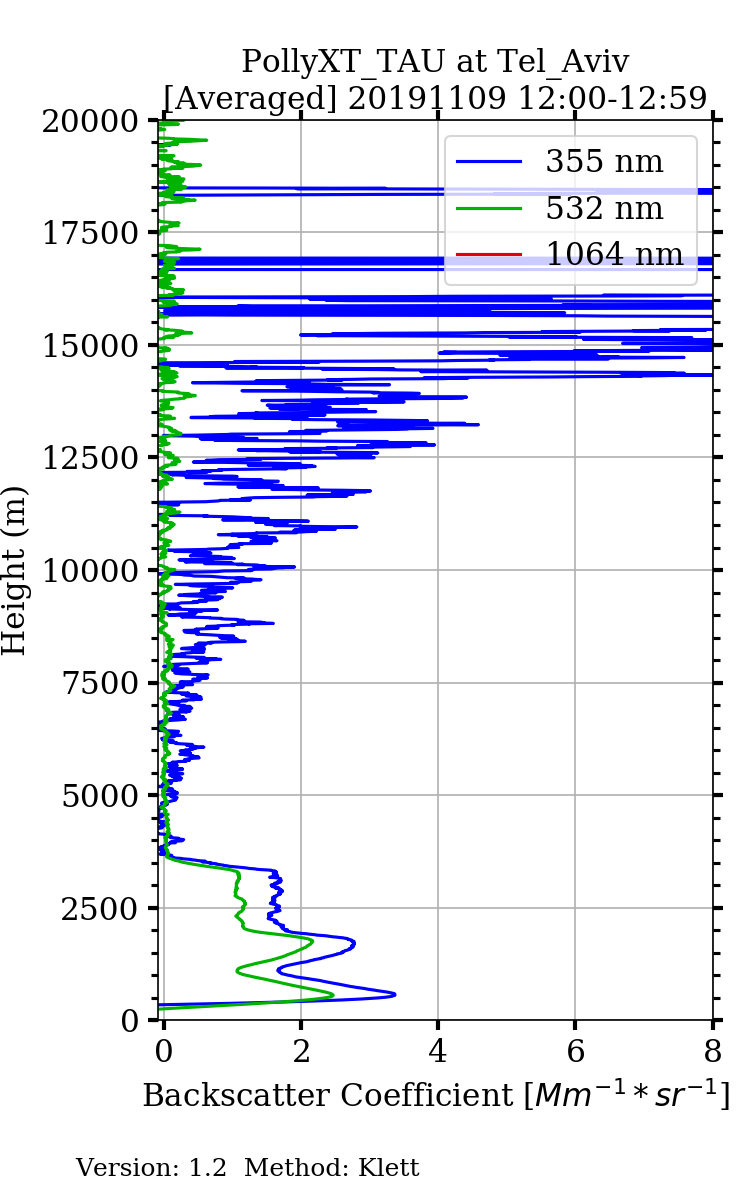 PollyXT_TAU at Tel_Aviv
[Averaged] 20191109 12:00-12:59
20000
17500
15000
12500
10000
7500
5000
2500
0
Height (m)
355 nm
532 nm
1064 nm
0 2 4 6 8
Backscatter Coefficient [Mm⁻¹ * sr⁻¹]
Version: 1.2 Method: Klett